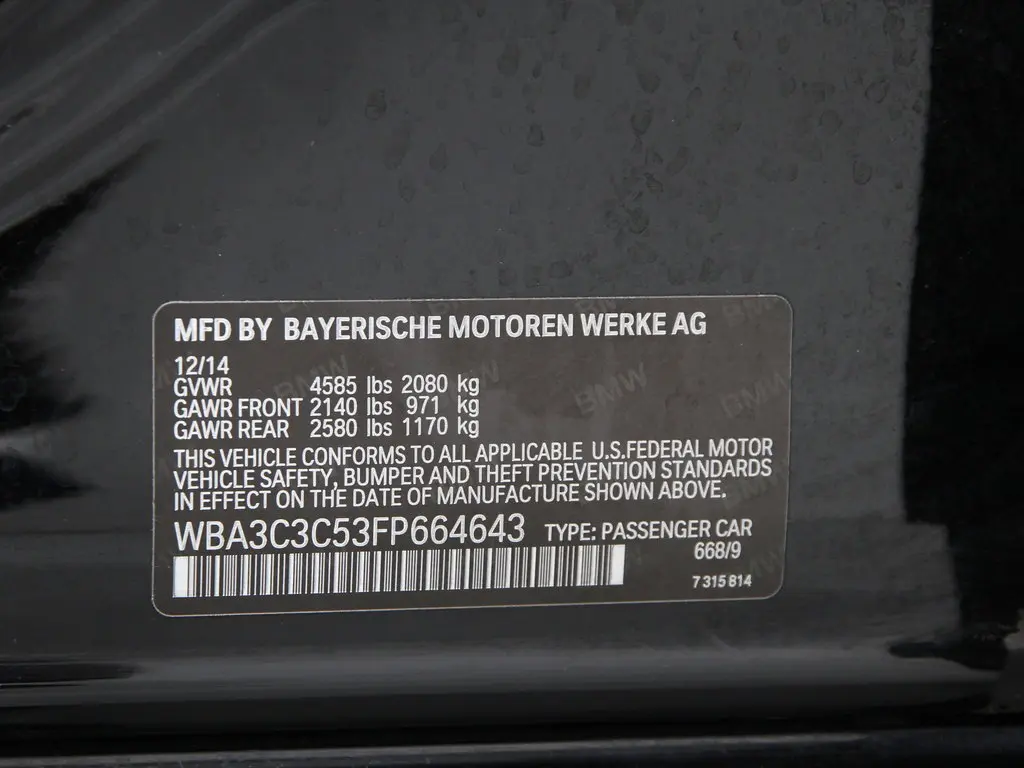 MFD BY BAYERISCHE MOTOREN WERKE AG
12/14
GVWR 4585 lbs 2080 kg
GAWR FRONT 2140 lbs 971 kg
GAWR REAR 2580 lbs 1170 kg
THIS VEHICLE CONFORMS TO ALL APPLICABLE U.S.FEDERAL MOTOR
VEHICLE SAFETY, BUMPER AND THEFT PREVENTION STANDARDS
IN EFFECT ON THE DATE OF MANUFACTURE SHOWN ABOVE.
WBA3C3C53FP664643 TYPE: PASSENGER CAR
668/9
7 315 814